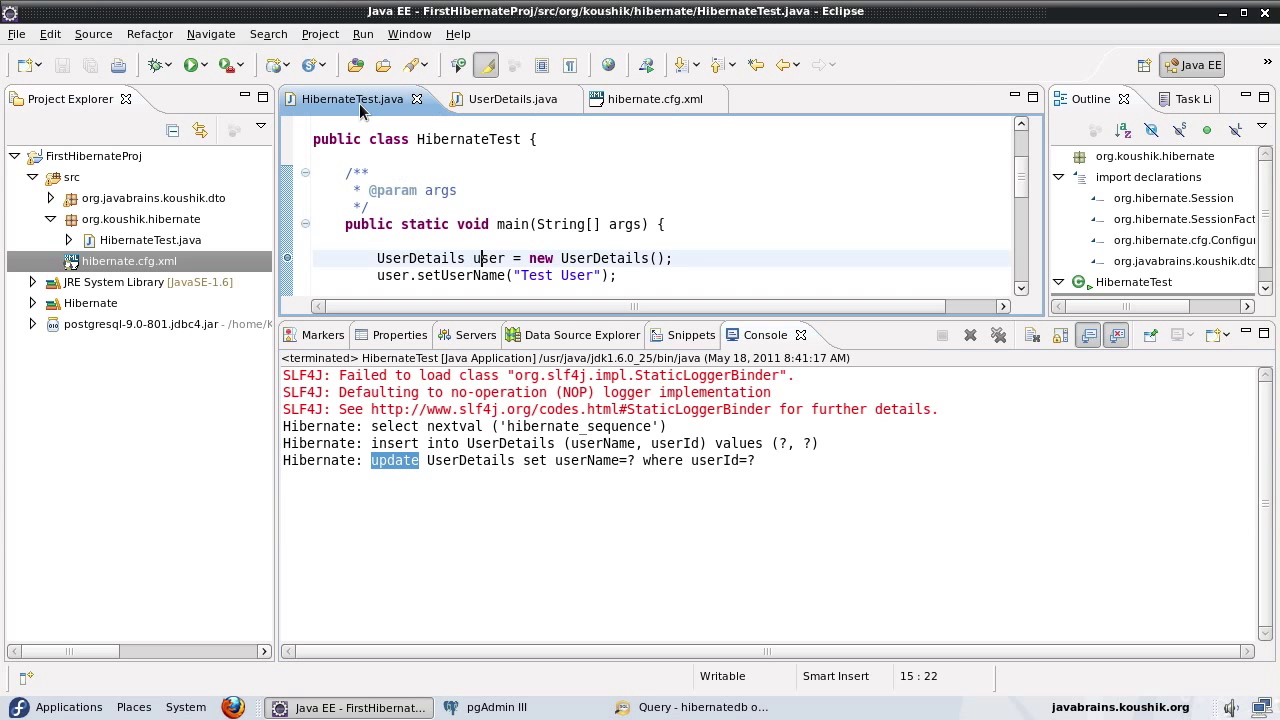 Java EE - FirstHibernateProj/src/org/koushik/hibernate/HibernateTest.java - Eclipse
File Edit Source Refactor Navigate Search Project Run Window Help
Java EE
Project Explorer
HibernateTest.java UserDetails.java hibernate.cfg.xml
Outline Task Li
FirstHibernateProj
src
org.javabrains.koushik.dto
org.koushik.hibernate
HibernateTest.java
hibernate.cfg.xml
JRE System Library [JavaSE-1.6]
Hibernate
postgresql-9.0-801.jdbc4.jar - /home/K
public class HibernateTest {
/**
* @param args
*/
public static void main(String[] args) {
UserDetails user = new UserDetails();
user.setUserName("Test User");
org.koushik.hibernate
import declarations
org.hibernate.Session
org.hibernate.SessionFact
org.hibernate.cfg.Configur
org.javabrains.koushik.dto
HibernateTest
Markers Properties Servers Data Source Explorer Snippets Console
<terminated> HibernateTest [Java Application] /usr/java/jdk1.6.0_25/bin/java (May 18, 2011 8:41:17 AM)
SLF4J: Failed to load class "org.slf4j.impl.StaticLoggerBinder".
SLF4J: Defaulting to no-operation (NOP) logger implementation
SLF4J: See http://www.slf4j.org/codes.html#StaticLoggerBinder for further details.
Hibernate: select nextval ('hibernate_sequence')
Hibernate: insert into UserDetails (userName, userId) values (?, ?)
Hibernate: update UserDetails set userName=? where userId=?
Writable Smart Insert 15 : 22
Applications Places System Java EE - FirstHibernat... pgAdmin III Query - hibernatedb o... javabrains.koushik.org